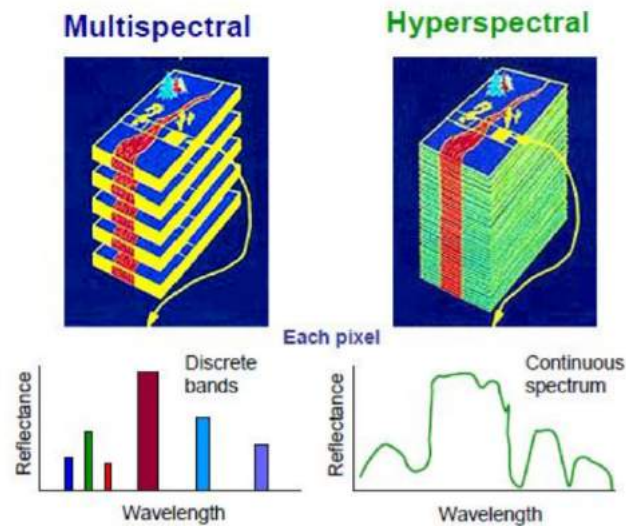 Multispectral
Hyperspectral
Each pixel
Reflectance
Discrete
bands
Wavelength
Reflectance
Continuous
spectrum
Wavelength